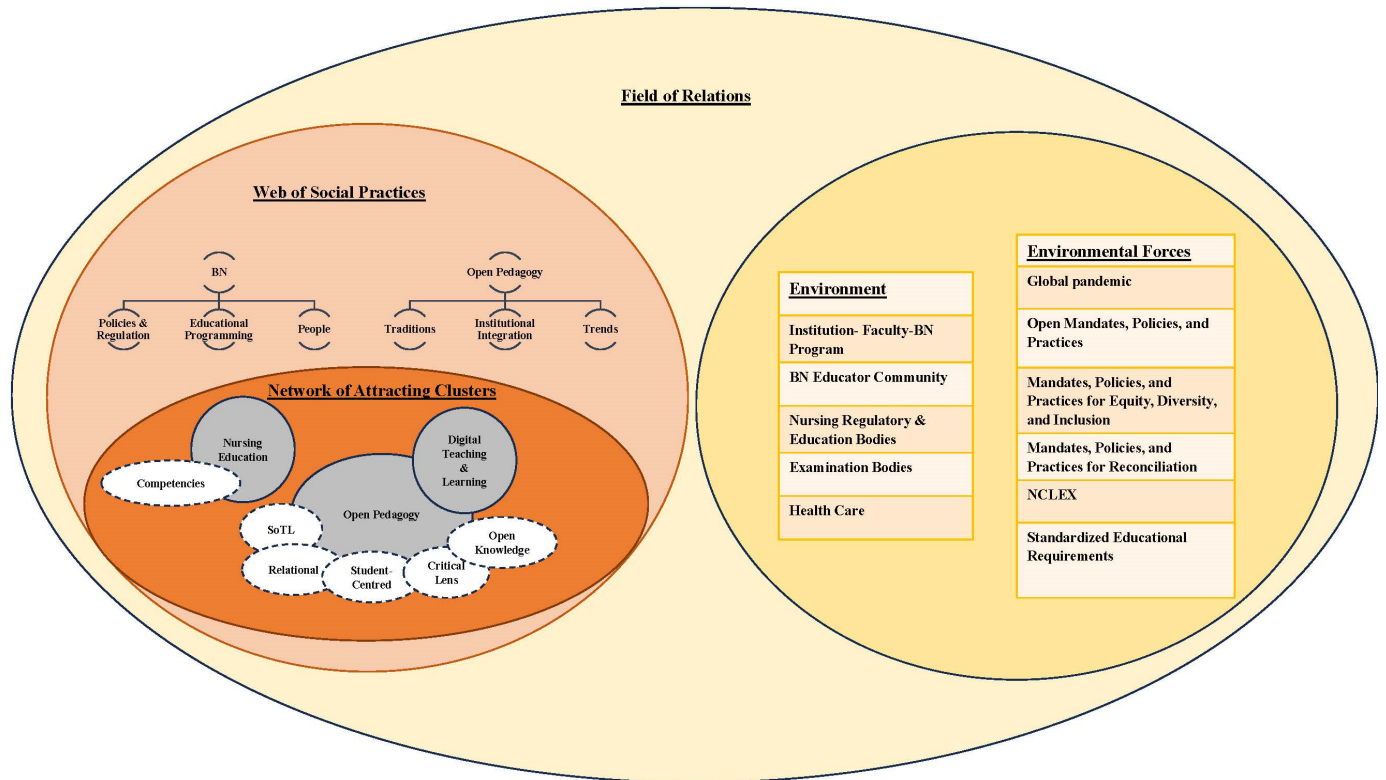 Field of Relations
Web of Social Practices
BN
Policies &
Regulation
Educational
Programming
People
Open Pedagogy
Traditions
Institutional
Integration
Trends
Network of Attracting Clusters
Nursing
Education
Competencies
Digital
Teaching
&
Learning
Open Pedagogy
SoTL
Relational
Student-
Centred
Critical
Lens
Open
Knowledge
Environment
Institution- Faculty-BN
Program
BN Educator Community
Nursing Regulatory &
Education Bodies
Examination Bodies
Health Care
Environmental Forces
Global pandemic
Open Mandates, Policies, and
Practices
Mandates, Policies, and
Practices for Equity, Diversity,
and Inclusion
Mandates, Policies, and
Practices for Reconciliation
NCLEX
Standardized Educational
Requirements